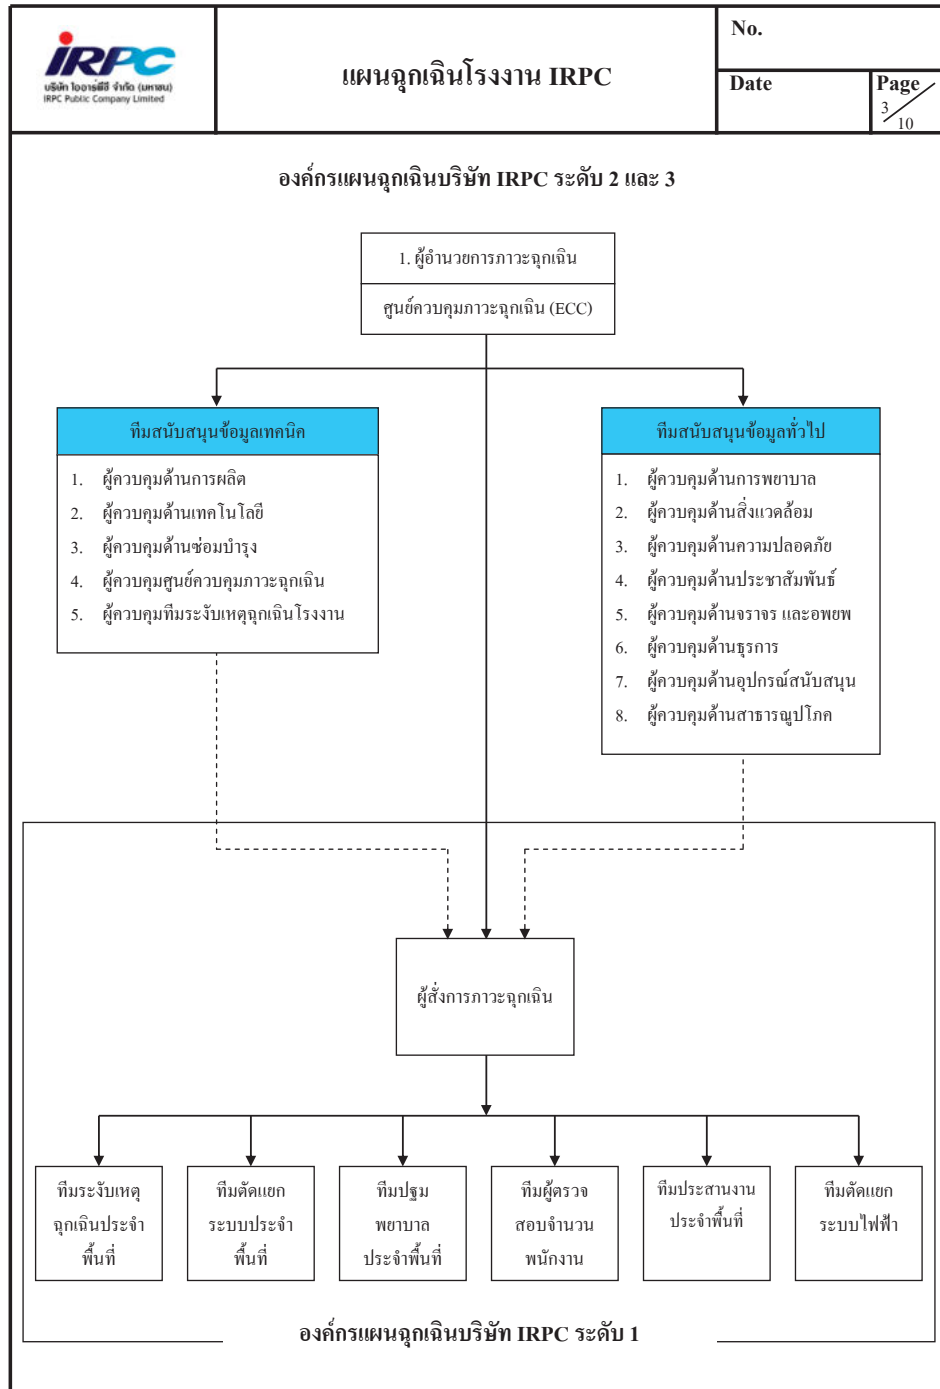 IRPC
บริษัท ไออาร์พีซี จำกัด (มหาชน)
IRPC Public Company Limited
แผนฉุกเฉินโรงงาน IRPC
No.
Date
Page
3
10
องค์กรแผนฉุกเฉินบริษัท IRPC ระดับ 2 และ 3
1. ผู้อำนวยการภาวะฉุกเฉิน
ศูนย์ควบคุมภาวะฉุกเฉิน (ECC)
ทีมสนับสนุนข้อมูลเทคนิค
1. ผู้ควบคุมด้านการผลิต
2. ผู้ควบคุมด้านเทคโนโลยี
3. ผู้ควบคุมด้านซ่อมบำรุง
4. ผู้ควบคุมศูนย์ควบคุมภาวะฉุกเฉิน
5. ผู้ควบคุมทีมระงับเหตุฉุกเฉินโรงงาน
ทีมสนับสนุนข้อมูลทั่วไป
1. ผู้ควบคุมด้านการพยาบาล
2. ผู้ควบคุมด้านสิ่งแวดล้อม
3. ผู้ควบคุมด้านความปลอดภัย
4. ผู้ควบคุมด้านประชาสัมพันธ์
5. ผู้ควบคุมด้านจราจร และอพยพ
6. ผู้ควบคุมด้านธุรการ
7. ผู้ควบคุมด้านอุปกรณ์สนับสนุน
8. ผู้ควบคุมด้านสาธารณูปโภค
ผู้สั่งการภาวะฉุกเฉิน
ทีมระงับเหตุ
ฉุกเฉินประจำ
พื้นที่
ทีมตัดแยก
ระบบประจำ
พื้นที่
ทีมปฐม
พยาบาล
ประจำพื้นที่
ทีมผู้ตรวจ
สอบจำนวน
พนักงาน
ทีมประสานงาน
ประจำพื้นที่
ทีมตัดแยก
ระบบไฟฟ้า
องค์กรแผนฉุกเฉินบริษัท IRPC ระดับ 1